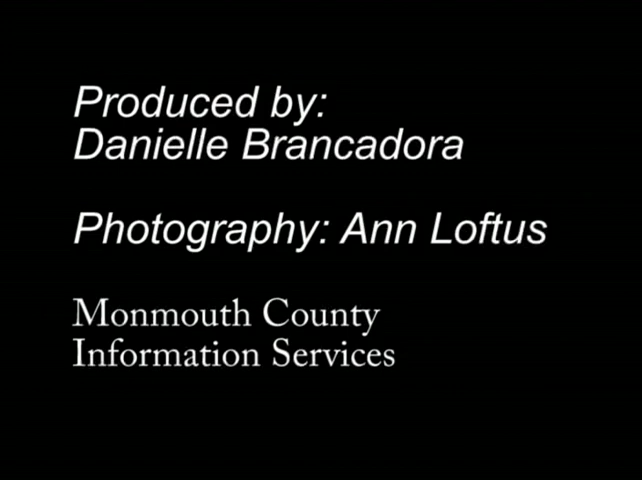 Produced by:
Danielle Brancadora
Photography: Ann Loftus
Monmouth County
Information Services